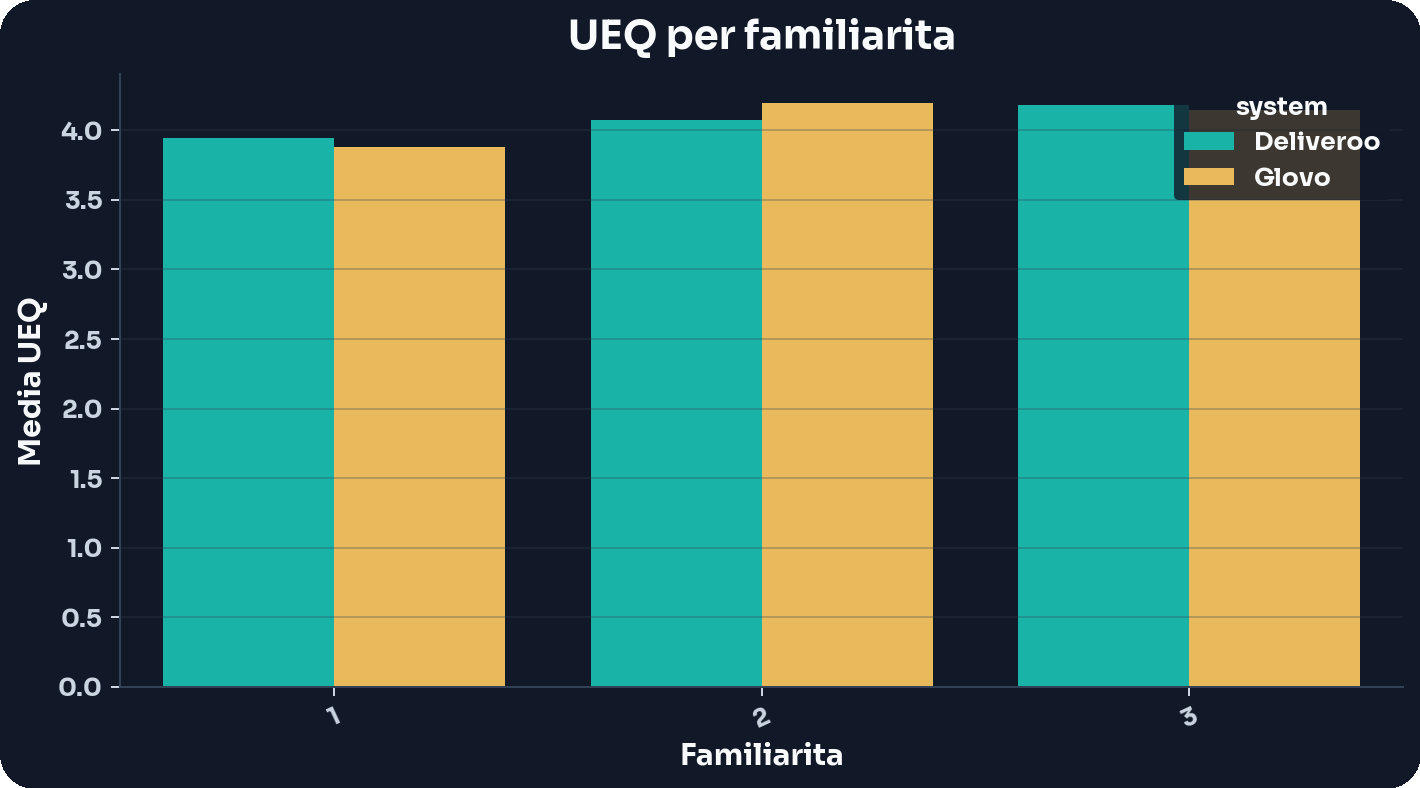 UEQ per familiarita
system
Deliveroo
Glovo
Media UEQ
4.0
3.5
3.0
2.5
2.0
1.5
1.0
0.5
0.0
1
2
3
Familiarita